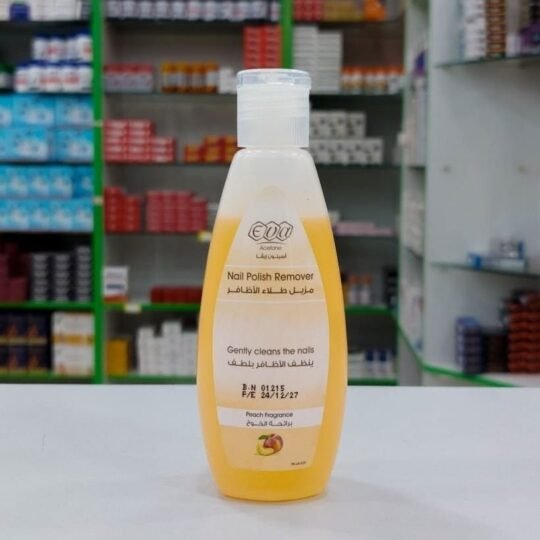 Eva
Acetone
أسيتون إيڤا
Nail Polish Remover
مزيل طلاء الأظافر
Gently cleans the nails
ينظف الأظافر بلطف
B.N 01215
F/E 24/12/27
Peach Fragrance
برائحة الخوخ